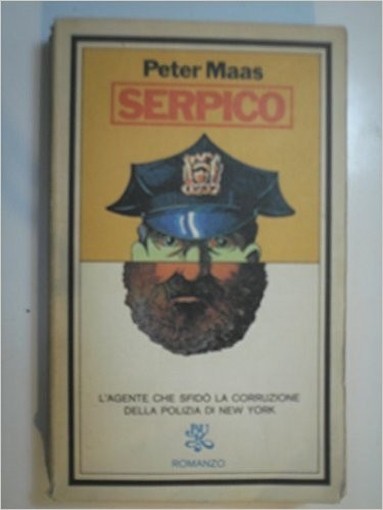 Peter Maas
SERPICO
L'AGENTE CHE SFIDÒ LA CORRUZIONE
DELLA POLIZIA DI NEW YORK
ROMANZO